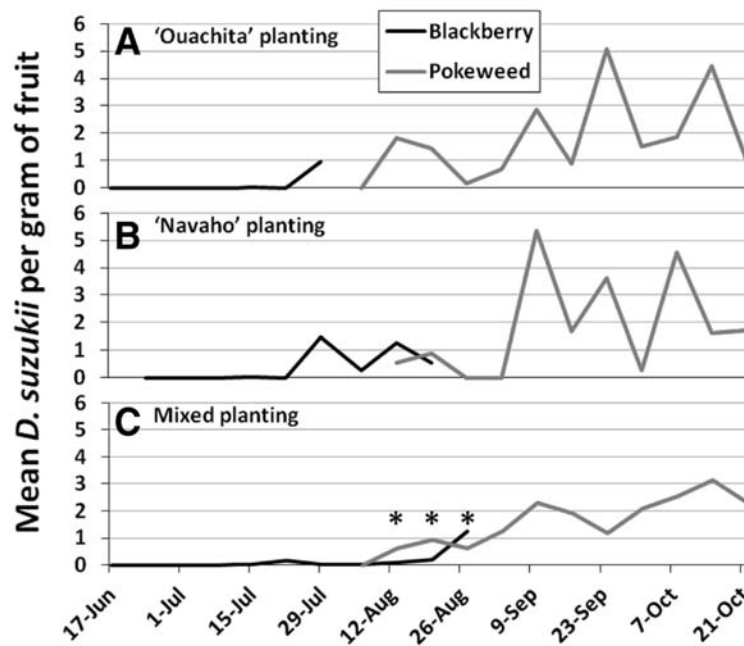 Mean D. suzukii per gram of fruit
A 'Ouachita' planting
Blackberry
Pokeweed
6
5
4
3
2
1
0
B 'Navaho' planting
6
5
4
3
2
1
0
C Mixed planting
6
5
4
3
2
1
0
* * *
17-Jun
1-Jul
15-Jul
29-Jul
12-Aug
26-Aug
9-Sep
23-Sep
7-Oct
21-Oct